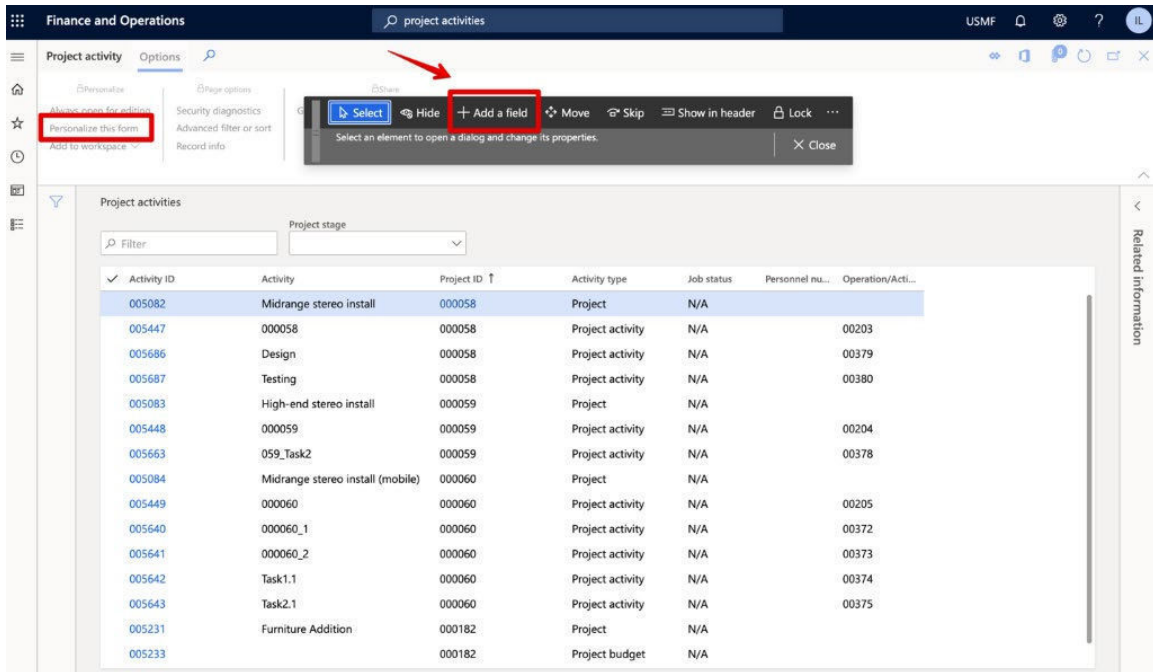 Finance and Operations
project activities
USMF
?
IL
Project activity Options
Personalize
Page options
Share
Always open for editing
Security diagnostics
G
Personalize this form
Advanced filter or sort
Add to workspace
Record info
Select Hide + Add a field Move Skip Show in header Lock ...
Select an element to open a dialog and change its properties.
Close
Project activities
Project stage
Filter
Related information
Activity ID Activity Project ID ↑ Activity type Job status Personnel nu... Operation/Acti...
005082 Midrange stereo install 000058 Project N/A
005447 000058 000058 Project activity N/A 00203
005686 Design 000058 Project activity N/A 00379
005687 Testing 000058 Project activity N/A 00380
005083 High-end stereo install 000059 Project N/A
005448 000059 000059 Project activity N/A 00204
005663 059_Task2 000059 Project activity N/A 00378
005084 Midrange stereo install (mobile) 000060 Project N/A
005449 000060 000060 Project activity N/A 00205
005640 000060_1 000060 Project activity N/A 00372
005641 000060_2 000060 Project activity N/A 00373
005642 Task1.1 000060 Project activity N/A 00374
005643 Task2.1 000060 Project activity N/A 00375
005231 Furniture Addition 000182 Project N/A
005233 000182 Project budget N/A